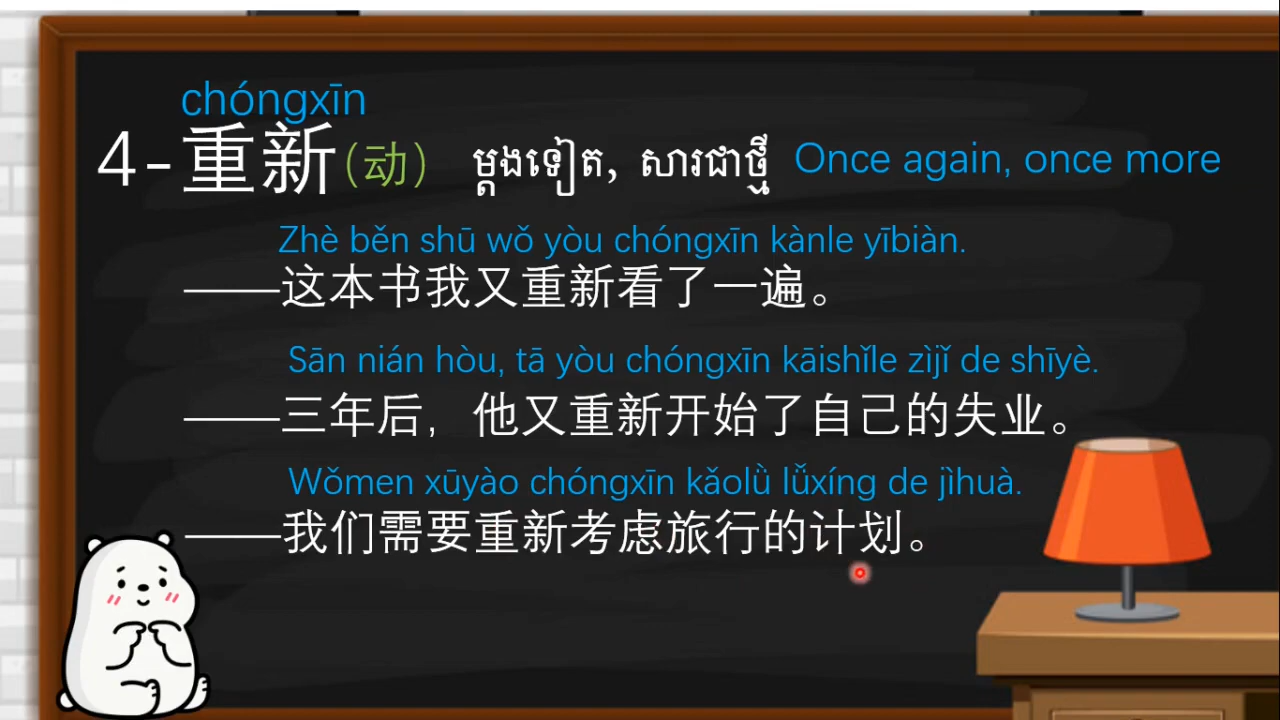 chóngxīn
4-重新(动) ម្ដងទៀត, សារជាថ្មី Once again, once more
Zhè běn shū wǒ yòu chóngxīn kànle yībiàn.
——这本书我又重新看了一遍。
Sān nián hòu, tā yòu chóngxīn kāishǐle zìjǐ de shīyè.
——三年后, 他又重新开始了自己的失业。
Wǒmen xūyào chóngxīn kǎolǜ lǚxíng de jìhuà.
——我们需要重新考虑旅行的计划。